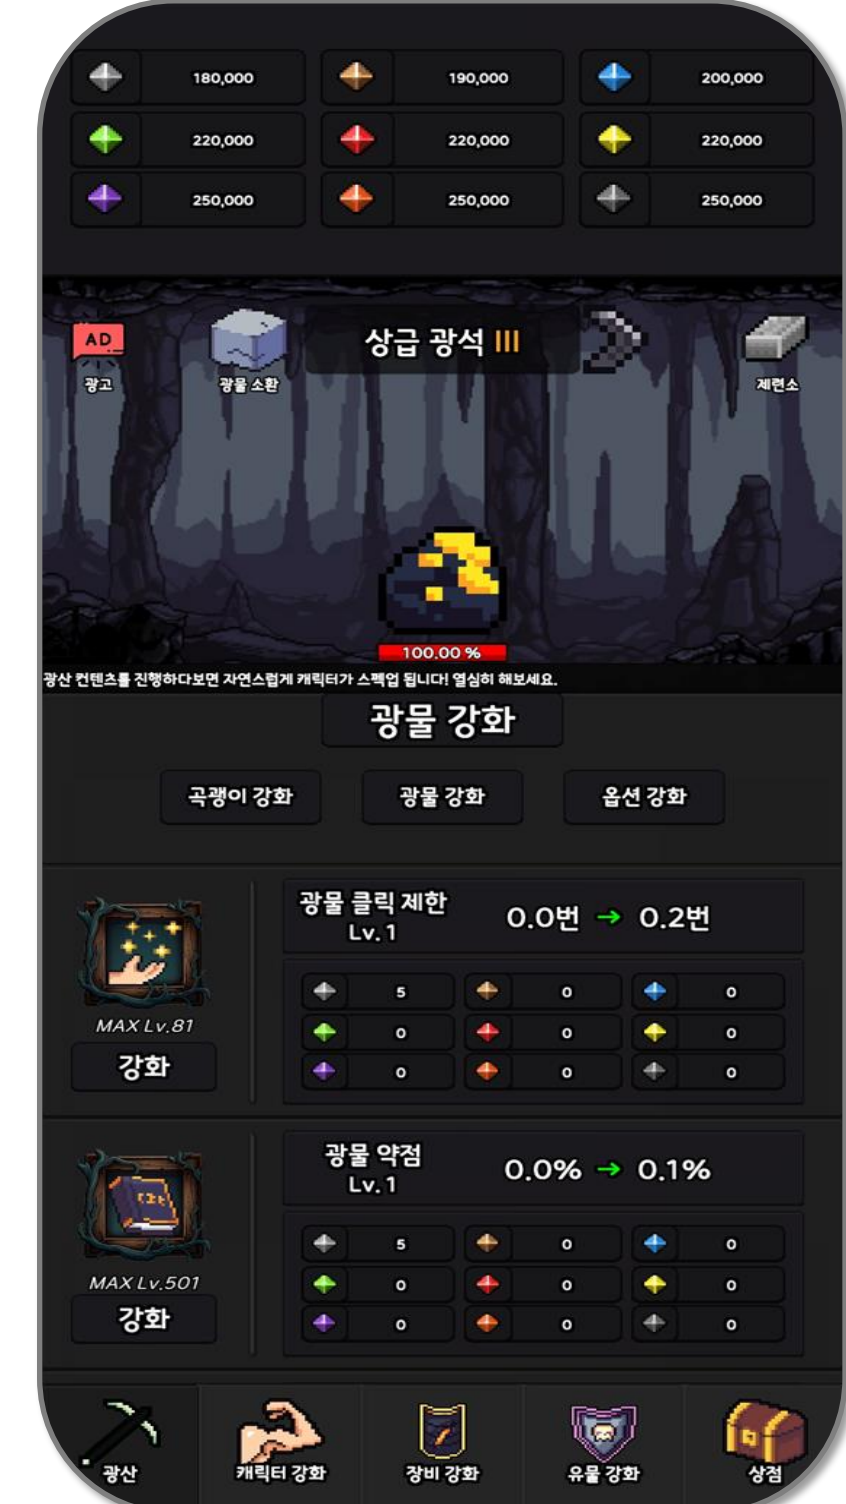 180,000 190,000 200,000
220,000 220,000 220,000
250,000 250,000 250,000
AD 상급 광석 III
광고 광물 소환 제련소
100.00 %
광산 컨텐츠를 진행하다보면 자연스럽게 캐릭터가 스펙업 됩니다! 열심히 해보세요.
광물 강화
곡괭이 강화 광물 강화 옵션 강화
광물 클릭 제한 0.0번 → 0.2번
Lv. 1
5 0 0
MAX Lv.81 0 0 0
강화 0 0 0
광물 약점 0.0% → 0.1%
Lv. 1
5 0 0
MAX Lv.501 0 0 0
강화 0 0 0
광산 캐릭터 강화 장비 강화 유물 강화 상점